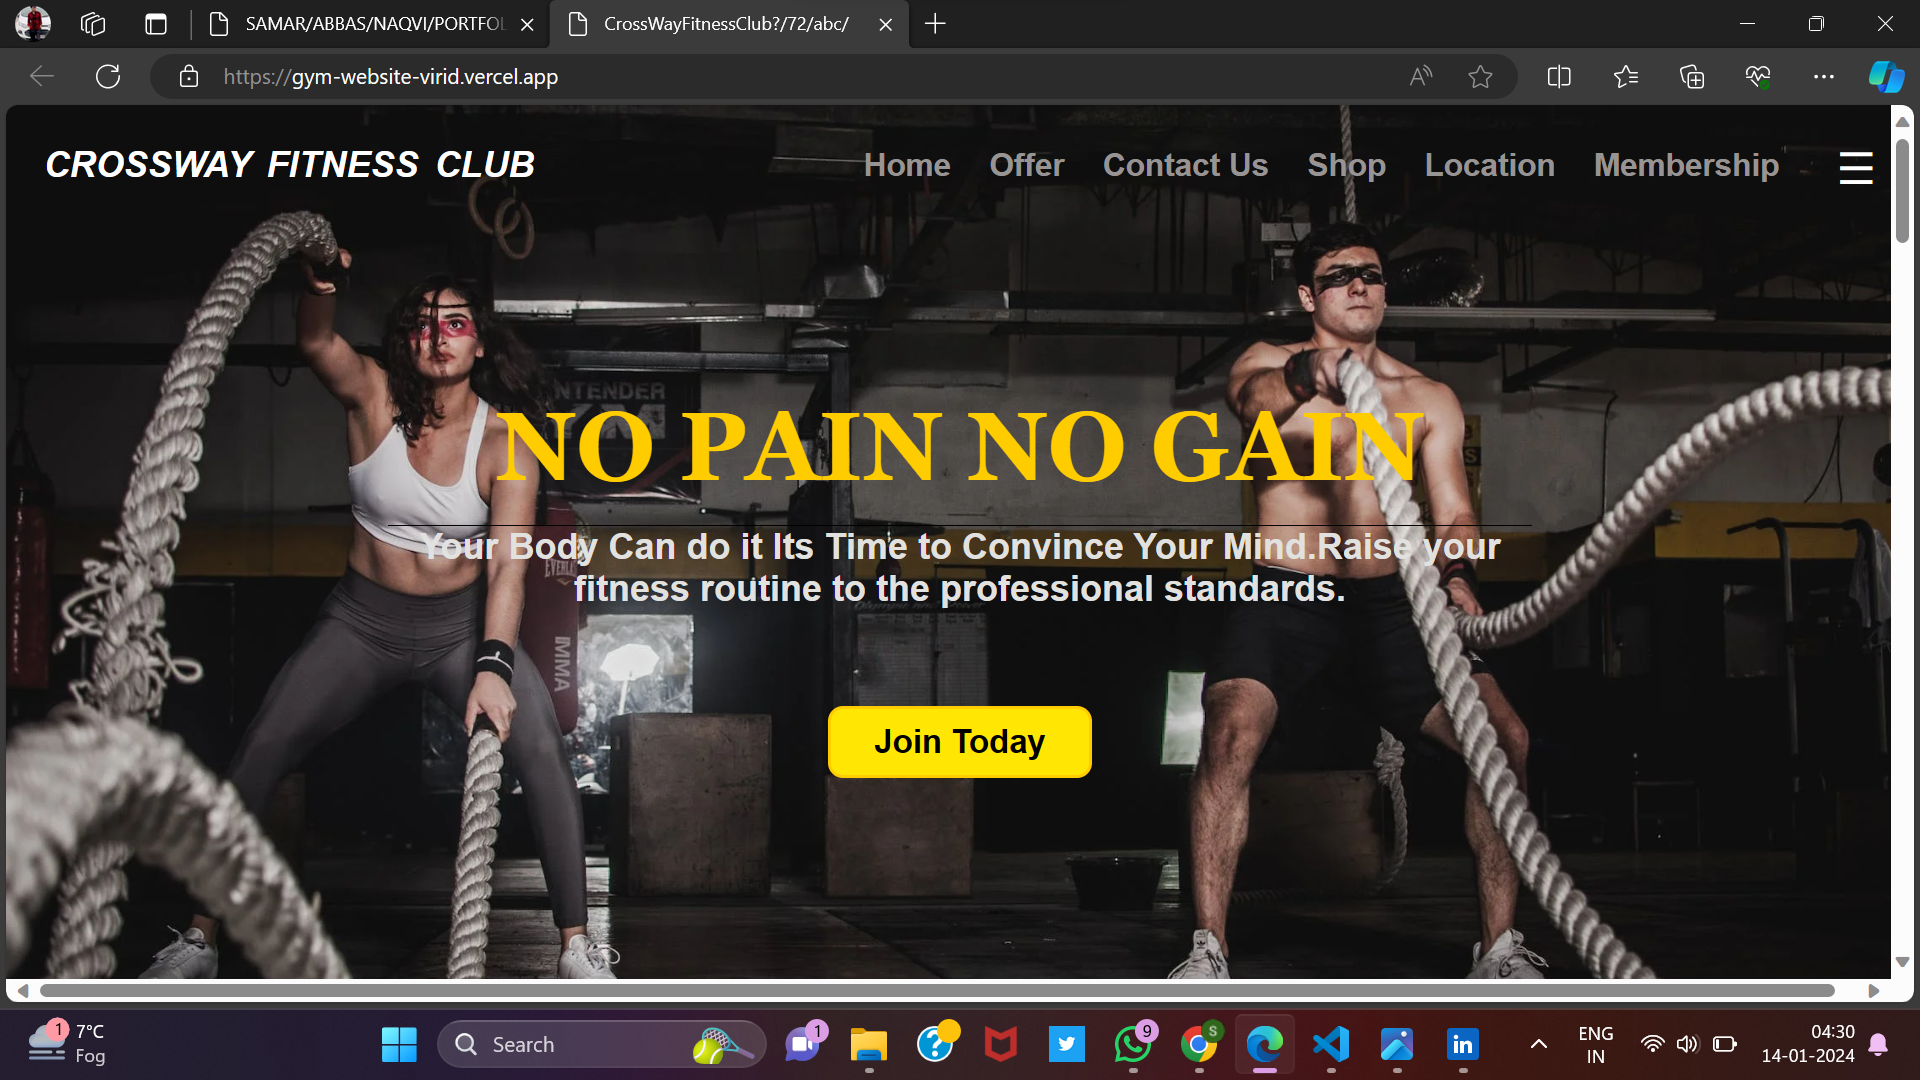 SAMAR/ABBAS/NAQVI/PORTFOL
CrossWayFitnessClub?/72/abc/
https://gym-website-virid.vercel.app
CROSSWAY FITNESS CLUB
Home Offer Contact Us Shop Location Membership
NTENDER
NO PAIN NO GAIN
Your Body Can do it Its Time to Convince Your Mind.Raise your
fitness routine to the professional standards.
IMMA
Join Today
1
7°C
Fog
Search
1
9
S
in
ENG
IN
04:30
14-01-2024